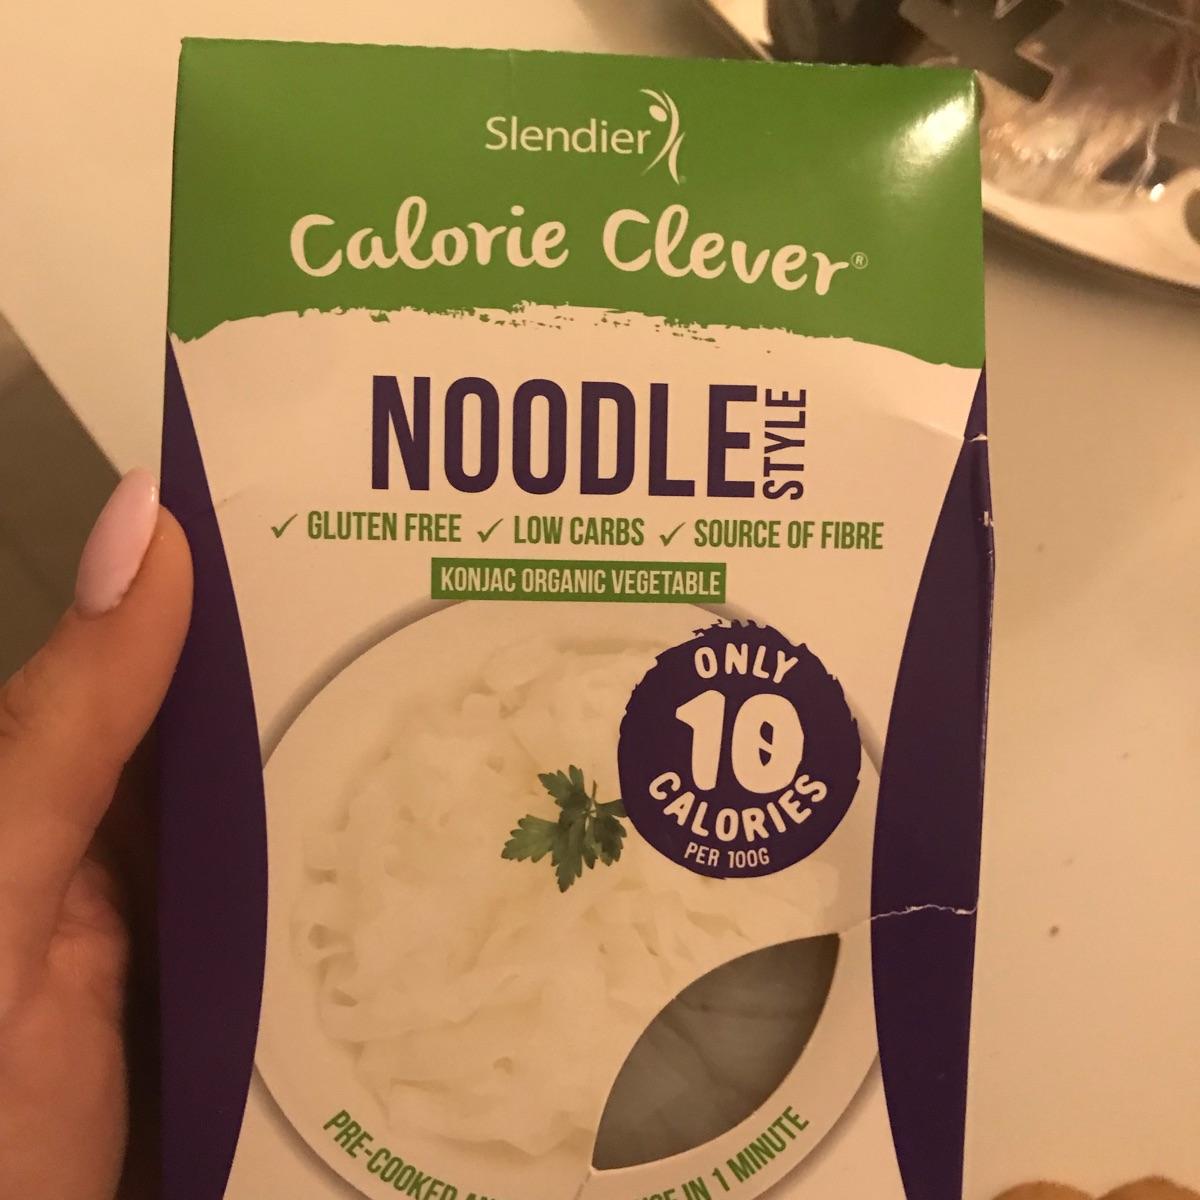 Slendier
Calorie Clever®
NOODLE STYLE
✓ GLUTEN FREE ✓ LOW CARBS ✓ SOURCE OF FIBRE
KONJAC ORGANIC VEGETABLE
ONLY
10
CALORIES
PER 100G
PRE-COOKED IN 1 MINUTE